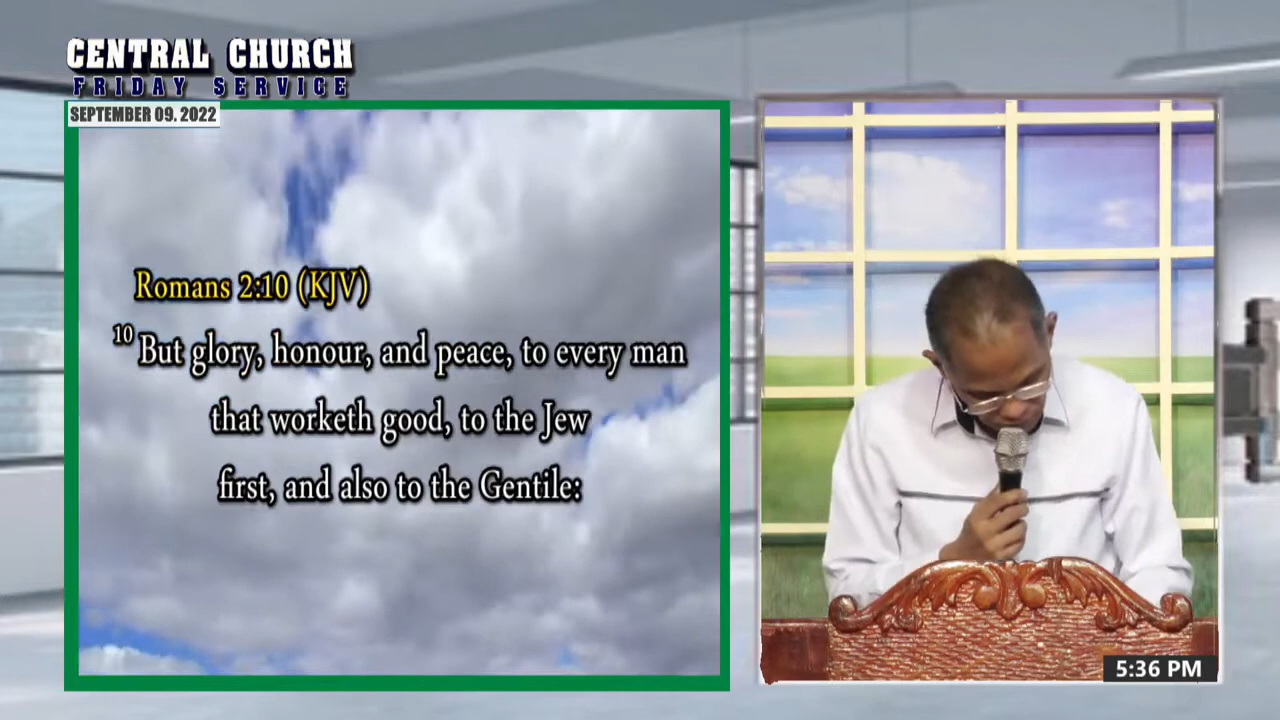 CENTRAL CHURCH
FRIDAY SERVICE
SEPTEMBER 09. 2022
Romans 2:10 (KJV)
10 But glory, honour, and peace, to every man
that worketh good, to the Jew
first, and also to the Gentile:
5:36 PM